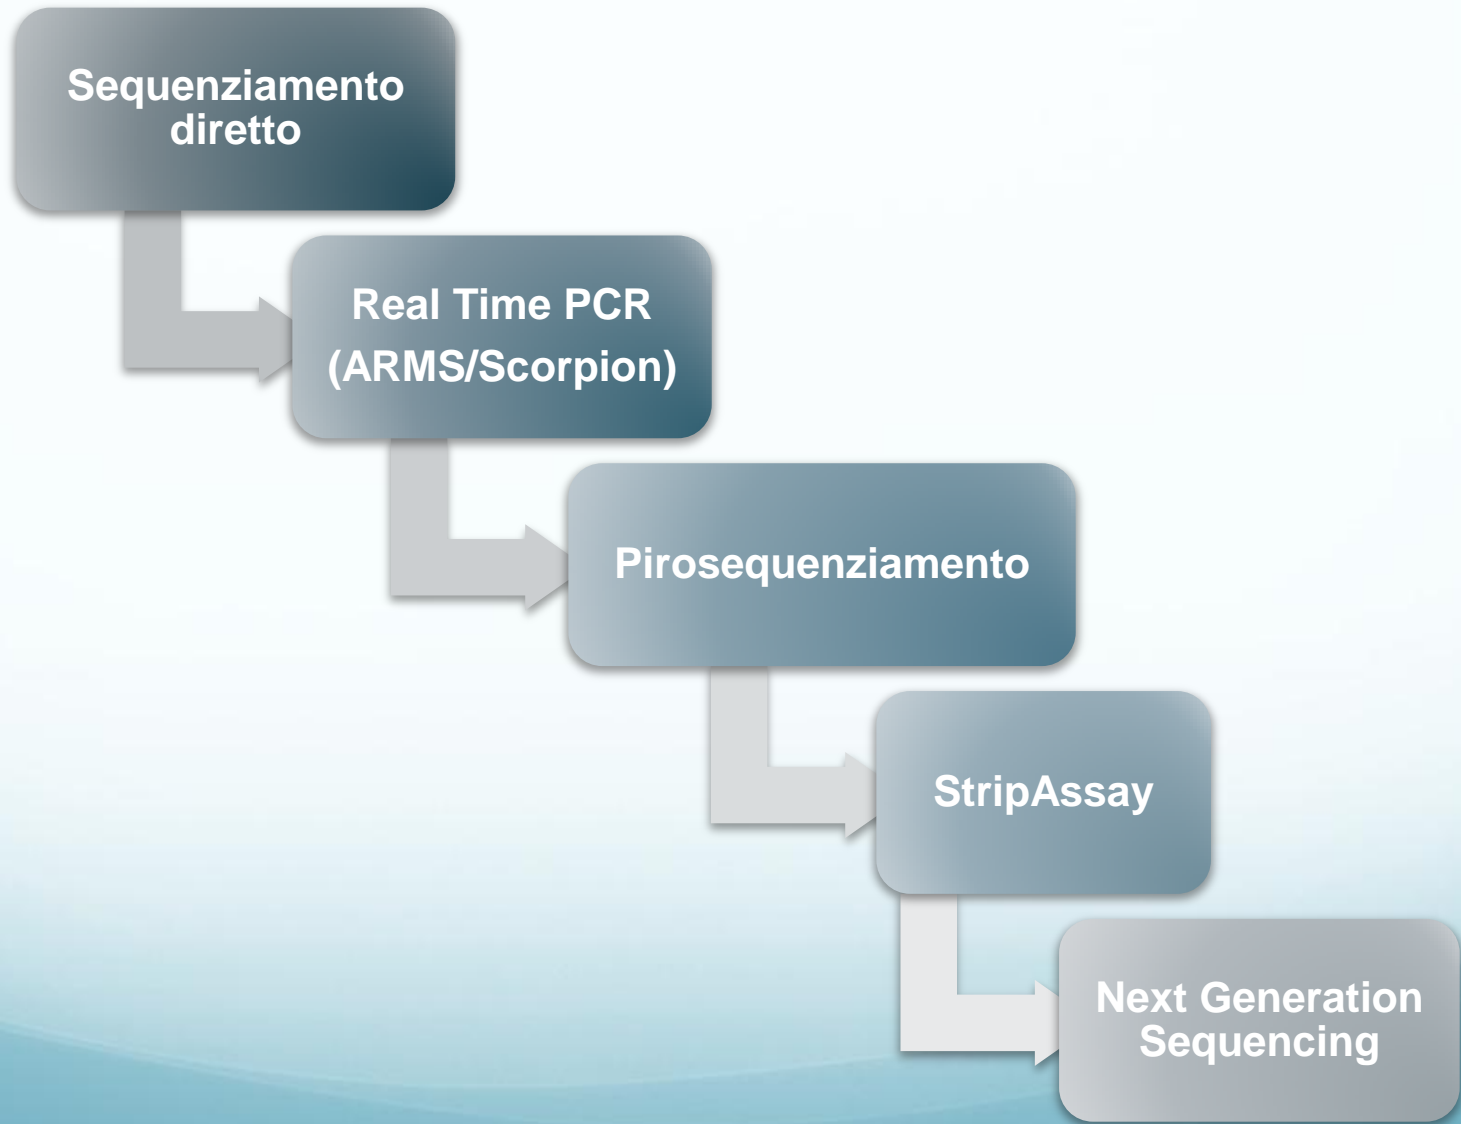 Sequenziamento
diretto
Real Time PCR
(ARMS/Scorpion)
Pirosequenziamento
StripAssay
Next Generation
Sequencing